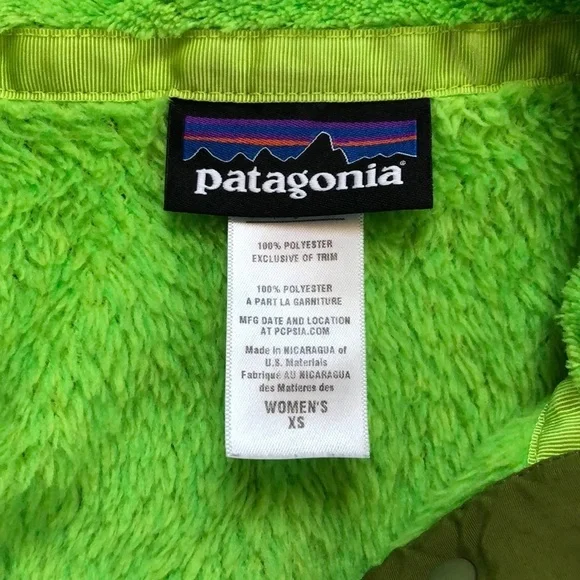 patagonia®
100% POLYESTER
EXCLUSIVE OF TRIM
100% POLYESTER
A PART LA GARNITURE
MFG DATE AND LOCATION
AT PCPSIA.COM
Made in NICARAGUA of
U.S. Materials
Fabriqué AU NICARAGUA
des Matieres des
WOMEN'S
XS